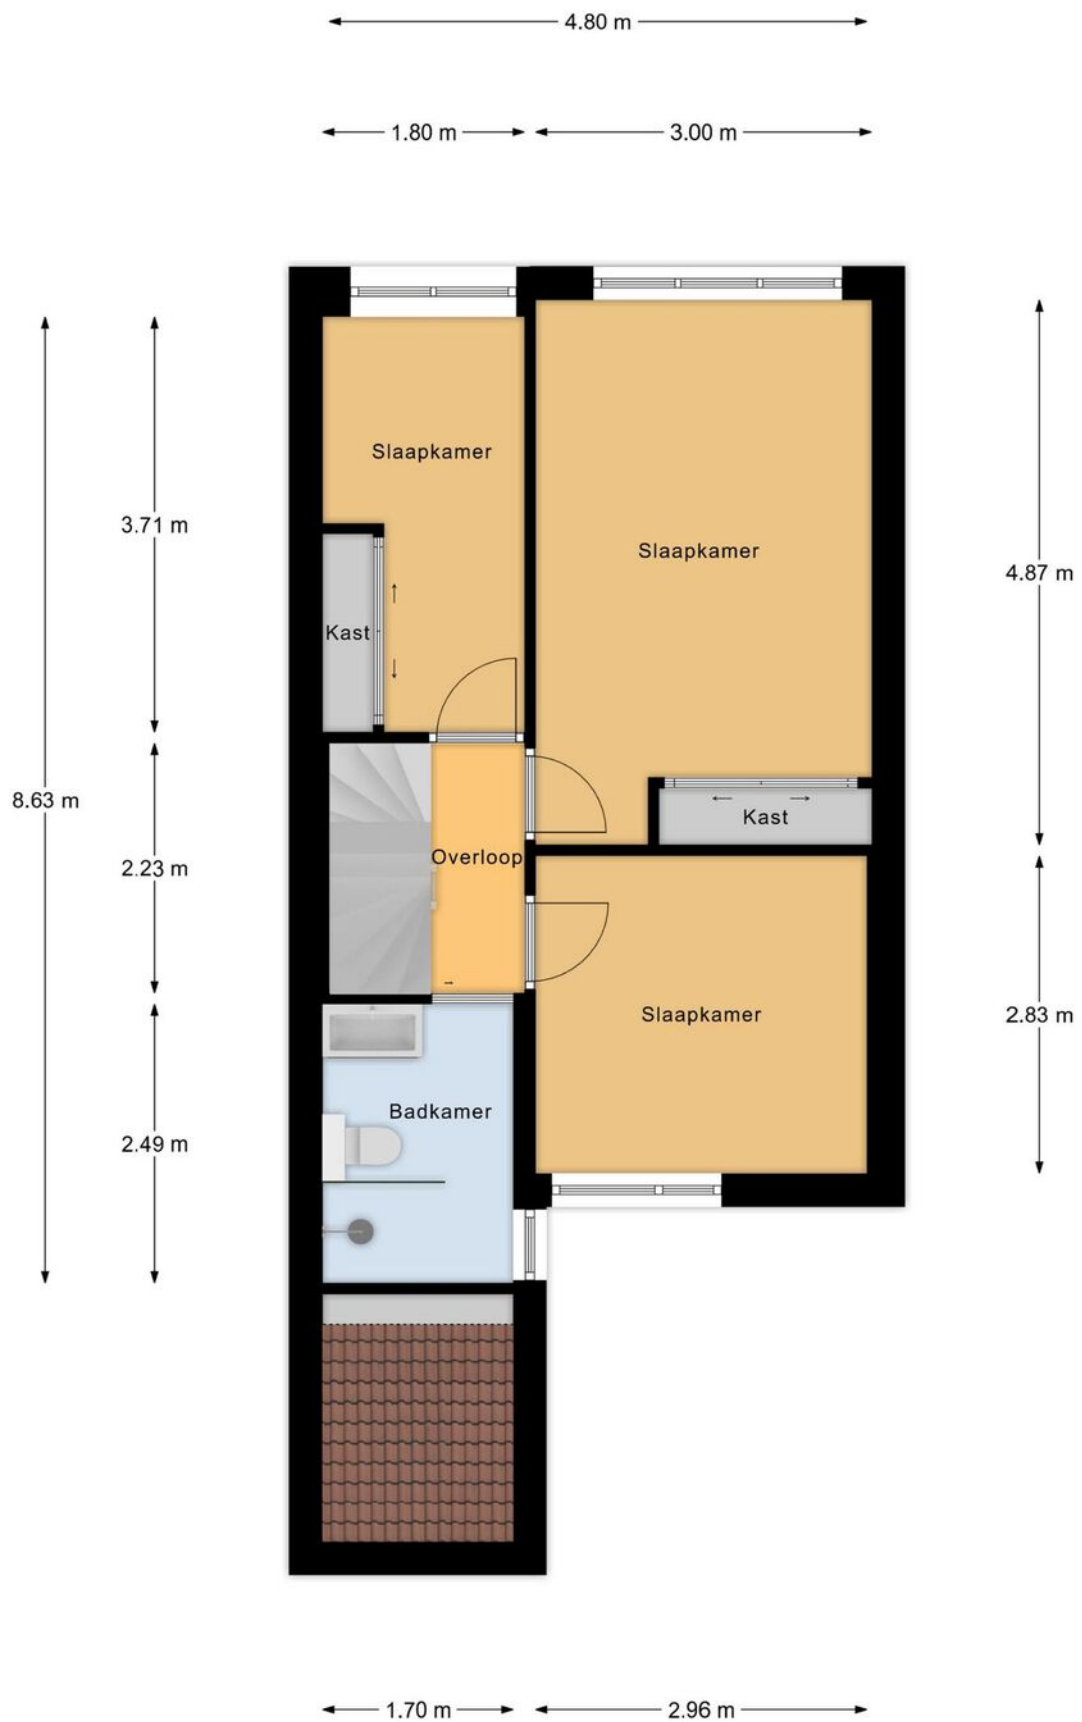 4.80 m
1.80 m
3.00 m
Slaapkamer
3.71 m
Slaapkamer
4.87 m
Kast
8.63 m
Kast
2.23 m
Overloop
Slaapkamer
2.83 m
Badkamer
2.49 m
1.70 m
2.96 m